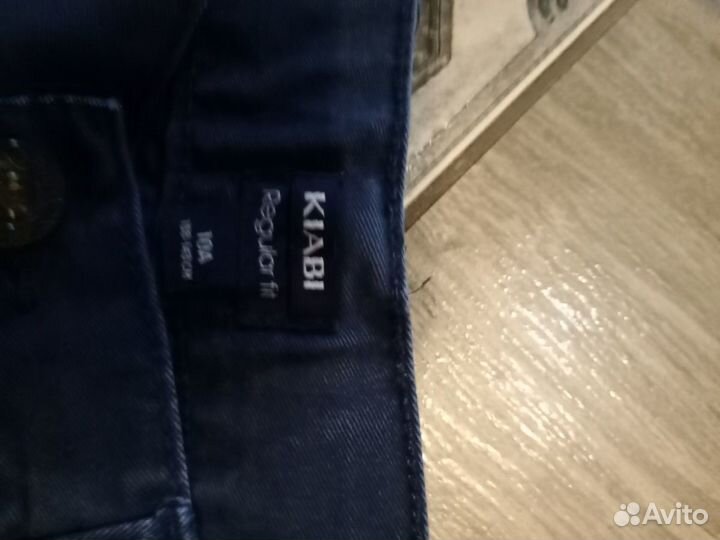 KIABI
Regular fit
10A
Avito